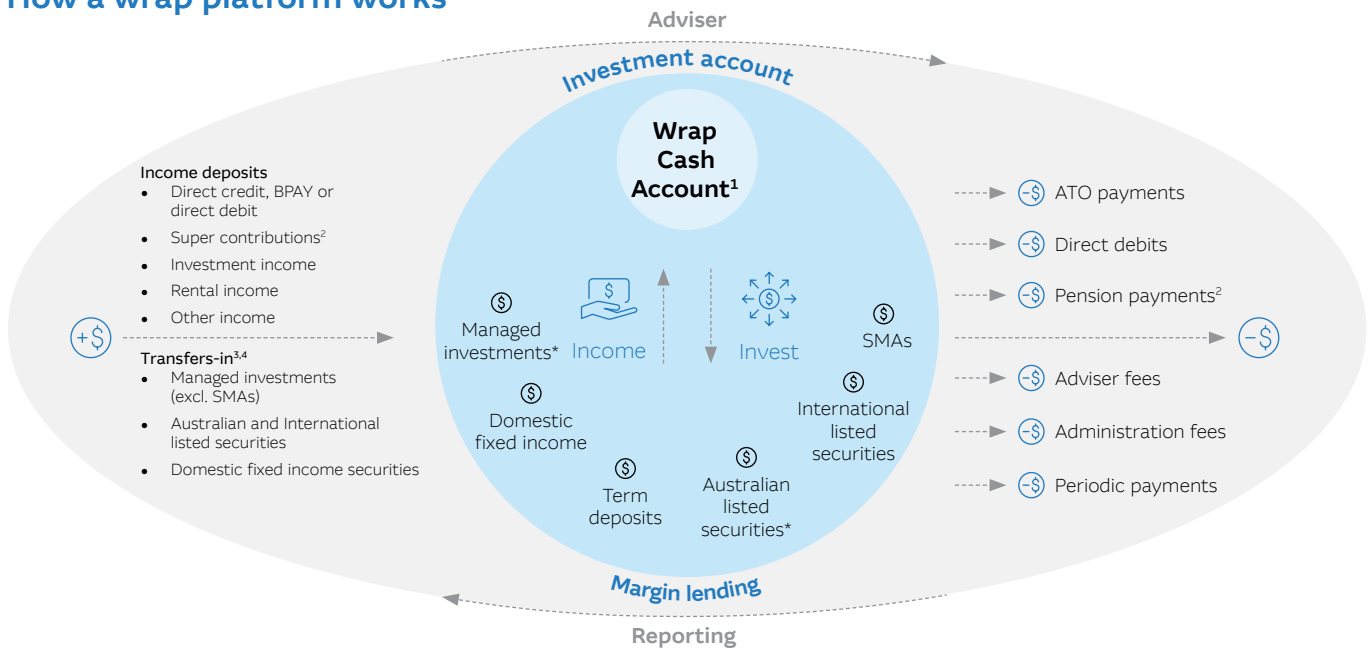 How a wrap platform works
Adviser
Investment account
Wrap
Cash
Account¹
Income deposits
• Direct credit, BPAY or
direct debit
• Super contributions²
• Investment income
• Rental income
• Other income
+$
Transfers-in³,⁴
• Managed investments
(excl. SMAs)
• Australian and International
listed securities
• Domestic fixed income securities
$
Managed
investments*
$
Income
$
Invest
$
SMAs
$
Domestic
fixed income
$
Term
deposits
$
Australian
listed
securities*
$
International
listed
securities
-$ ATO payments
-$ Direct debits
-$ Pension payments²
-$
-$ Adviser fees
-$ Administration fees
-$ Periodic payments
Margin lending
Reporting